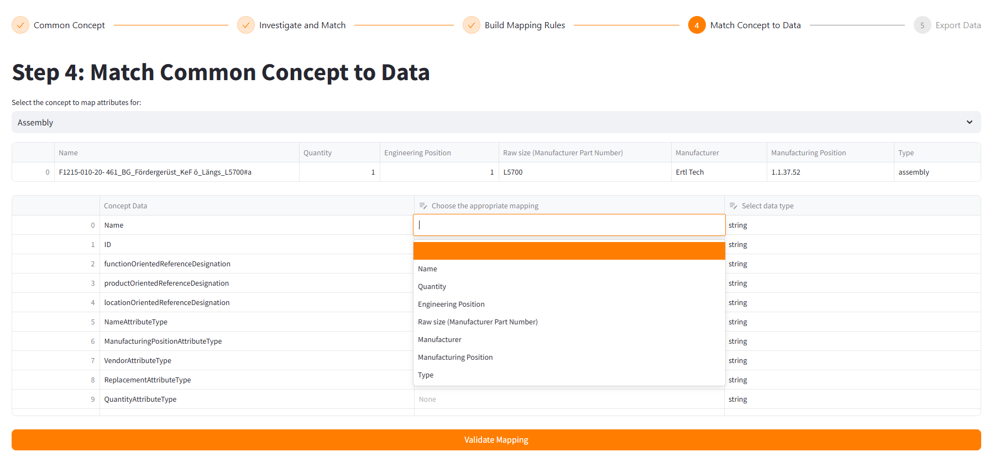 Common Concept
Investigate and Match
Build Mapping Rules
4 Match Concept to Data
5 Export Data
Step 4: Match Common Concept to Data
Select the concept to map attributes for:
Assembly
Name Quantity Engineering Position Raw size (Manufacturer Part Number) Manufacturer Manufacturing Position Type
0 F1215-010-20- 461_BG_Fördergerüst_KeF ö_Längs_L5700#a 1 1 L5700 Ertl Tech 1.1.37.52 assembly
Concept Data Choose the appropriate mapping Select data type
0 Name string
1 ID string
2 functionOrientedReferenceDesignation Name string
3 productOrientedReferenceDesignation Quantity string
4 locationOrientedReferenceDesignation Engineering Position string
5 NameAttributeType Raw size (Manufacturer Part Number) string
6 ManufacturingPositionAttributeType Manufacturer string
7 VendorAttributeType Manufacturing Position string
8 ReplacementAttributeType Type string
9 QuantityAttributeType None string
Validate Mapping